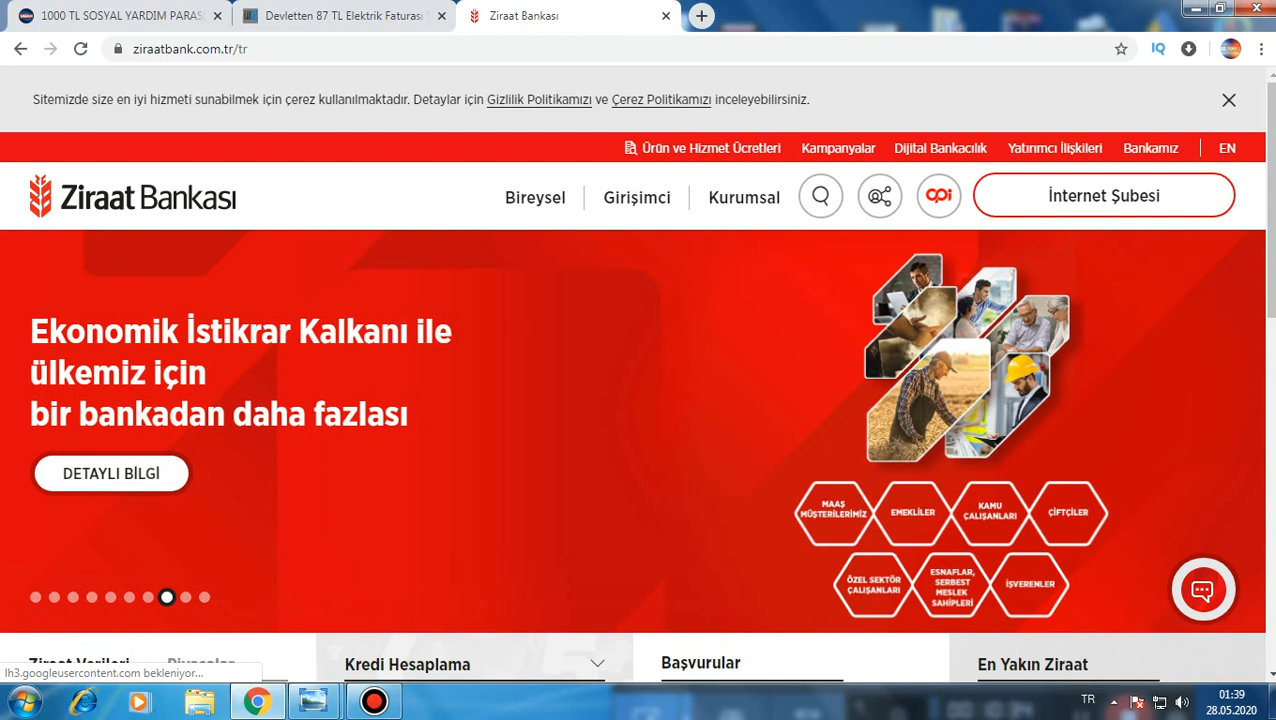 1000 TL SOSYAL YARDIM PARAS
Devletten 87 TL Elektrik Faturası
Ziraat Bankası
ziraatbank.com.tr/tr
IQ
Sitemizde size en iyi hizmeti sunabilmek için çerez kullanılmaktadır. Detaylar için Gizlilik Politikamızı ve Çerez Politikamızı inceleyebilirsiniz.
Ürün ve Hizmet Ücretleri Kampanyalar Dijital Bankacılık Yatırımcı İlişkileri Bankamız EN
Ziraat Bankası
Bireysel Girişimci Kurumsal
opi
İnternet Şubesi
Ekonomik İstikrar Kalkanı ile
ülkemiz için
bir bankadan daha fazlası
DETAYLI BİLGİ
MAAŞ
MÜŞTERİLERİMİZ
EMEKLİLER
KAMU
ÇALIŞANLARI
ÇİFTÇİLER
ÖZEL SEKTÖR
ÇALIŞANLARI
ESNAFLAR,
SERBEST
MESLEK
SAHİPLERİ
İŞVERENLER
Ziraat Verileri Piyasalar
Kredi Hesaplama
Başvurular
En Yakın Ziraat
lh3.googleusercontent.com bekleniyor...
TR
01:39
28.05.2020